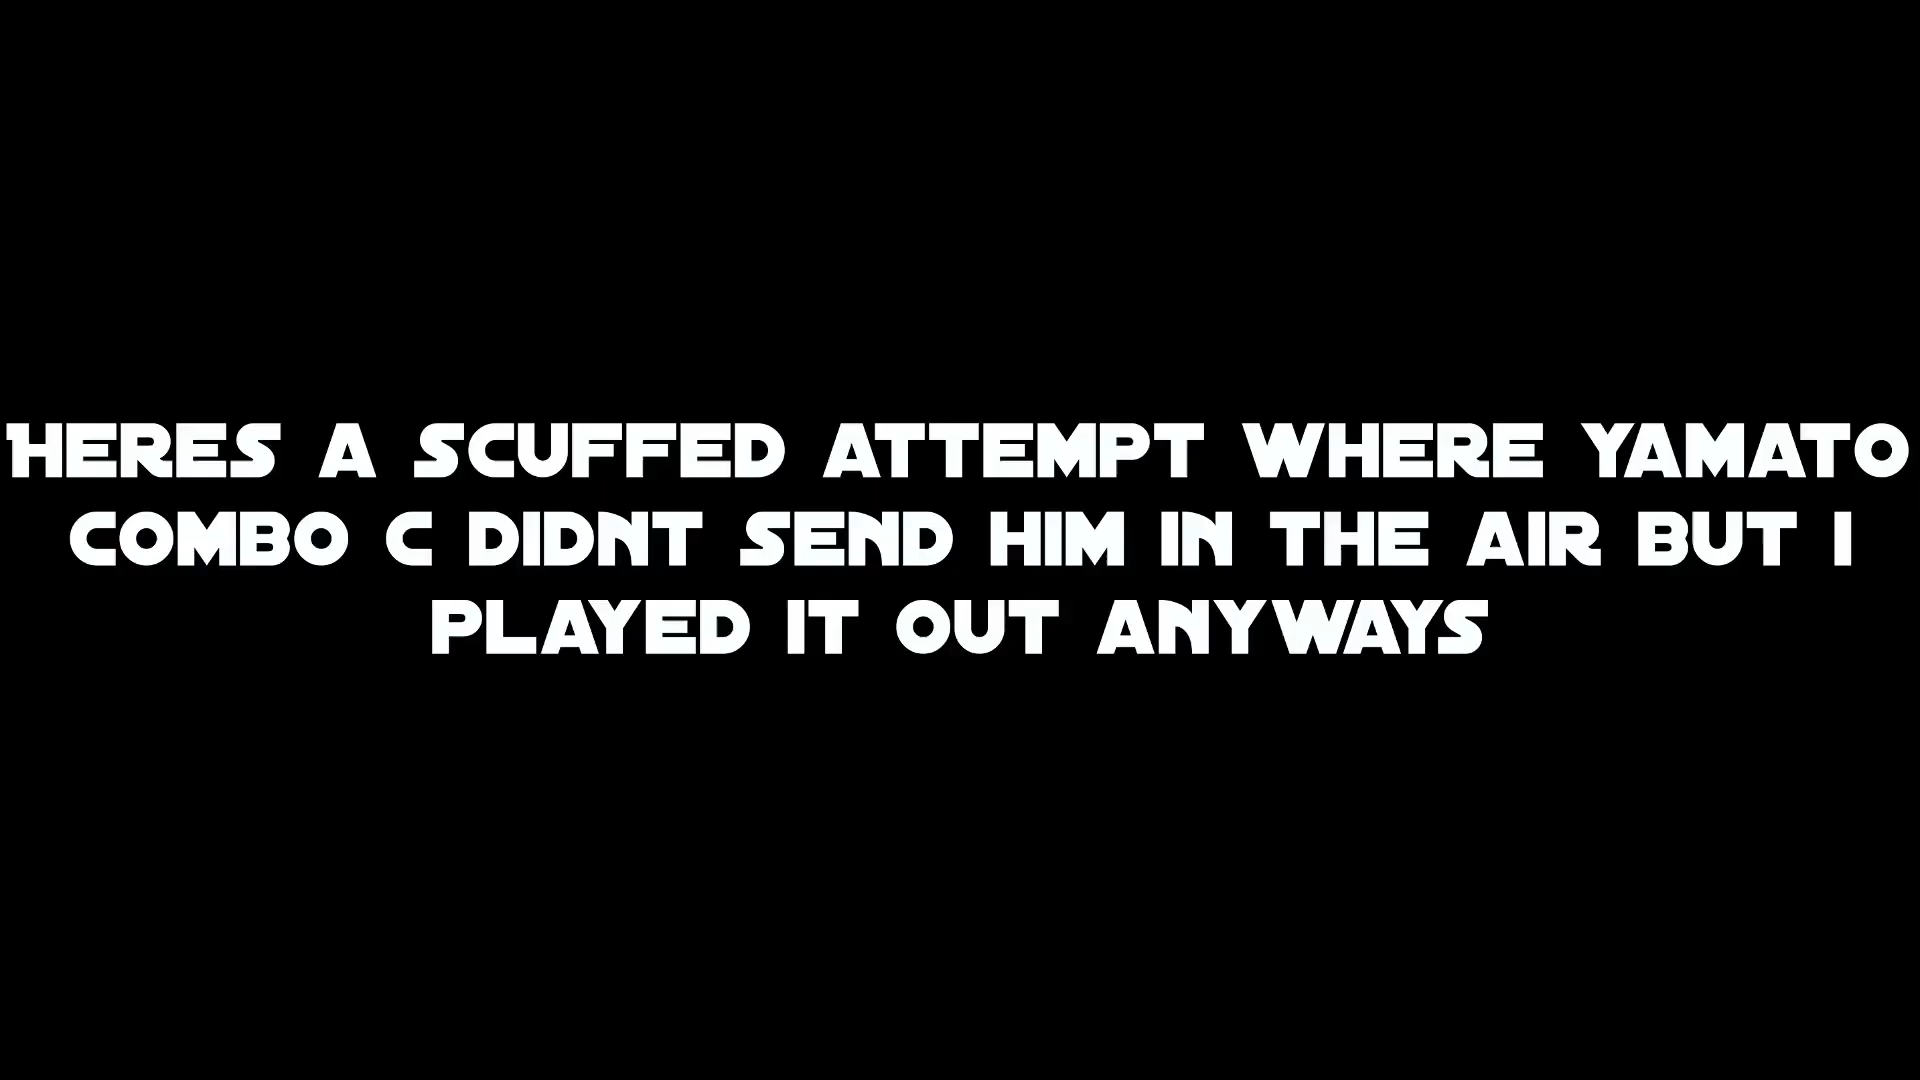 HERES A SCUFFED ATTEMPT WHERE YAMATO
COMBO C DIDNT SEND HIM IN THE AIR BUT I
PLAYED IT OUT ANYWAYS